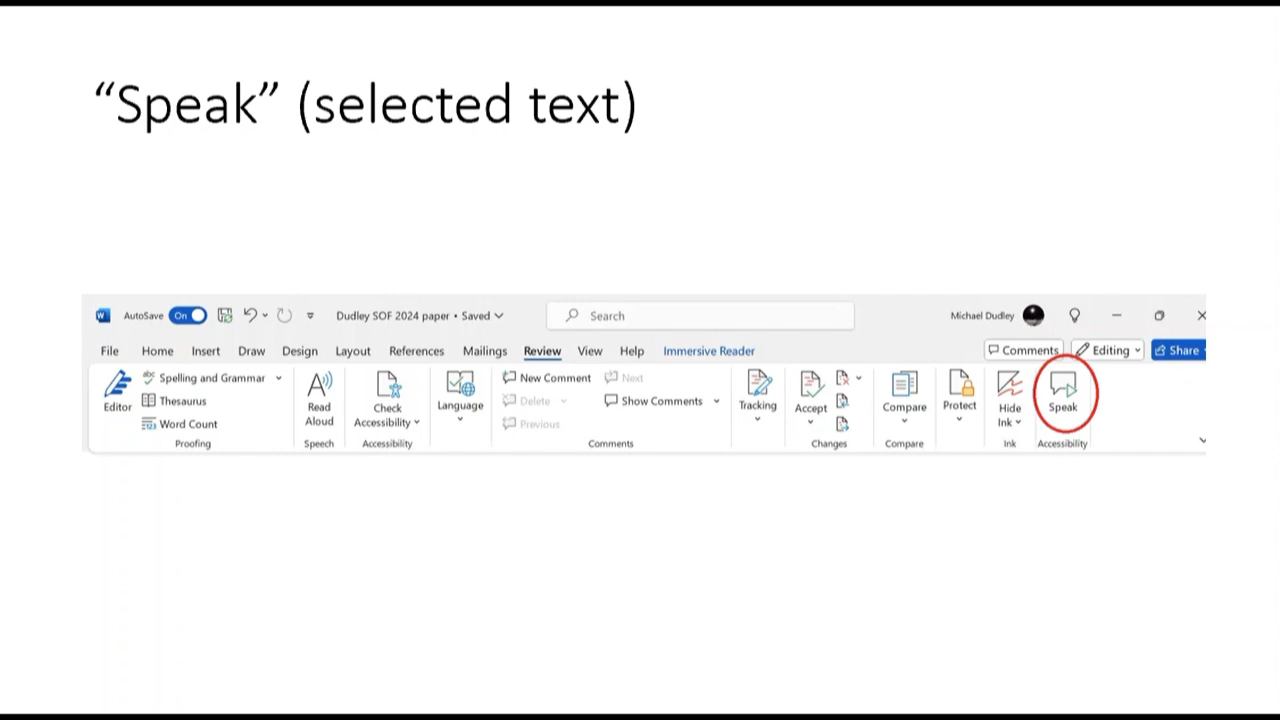 “Speak” (selected text)
W AutoSave On Dudley SOF 2024 paper • Saved Search Michael Dudley
File Home Insert Draw Design Layout References Mailings Review View Help Immersive Reader Comments Editing Share
Editor
Spelling and Grammar
Thesaurus
Word Count
Proofing
Read
Aloud
Speech
Check
Accessibility
Accessibility
Language
New Comment Next
Delete Show Comments
Previous
Comments
Tracking
Accept
Changes
Compare
Compare
Protect
Hide
Ink
Ink
Speak
Accessibility